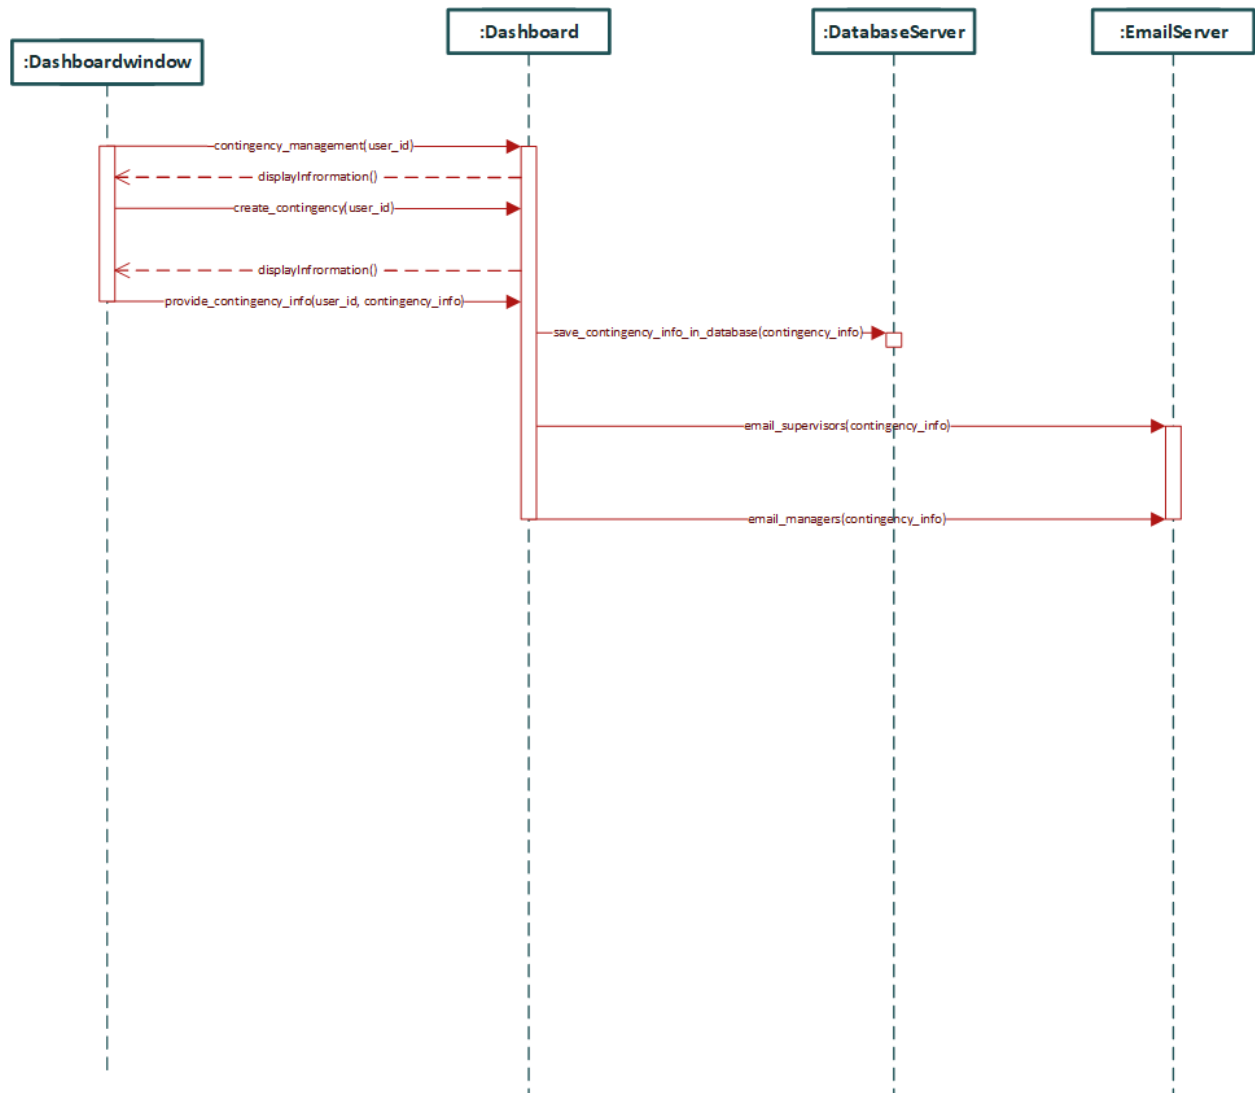 :Dashboardwindow
:Dashboard
:DatabaseServer
:EmailServer
contingency_management(user_id)
displayInfrormation()
create_contingency(user_id)
displayInfrormation()
provide_contingency_info(user_id, contingency_info)
save_contingency_info_in_database(contingency_info)
email_supervisors(contingency_info)
email_managers(contingency_info)